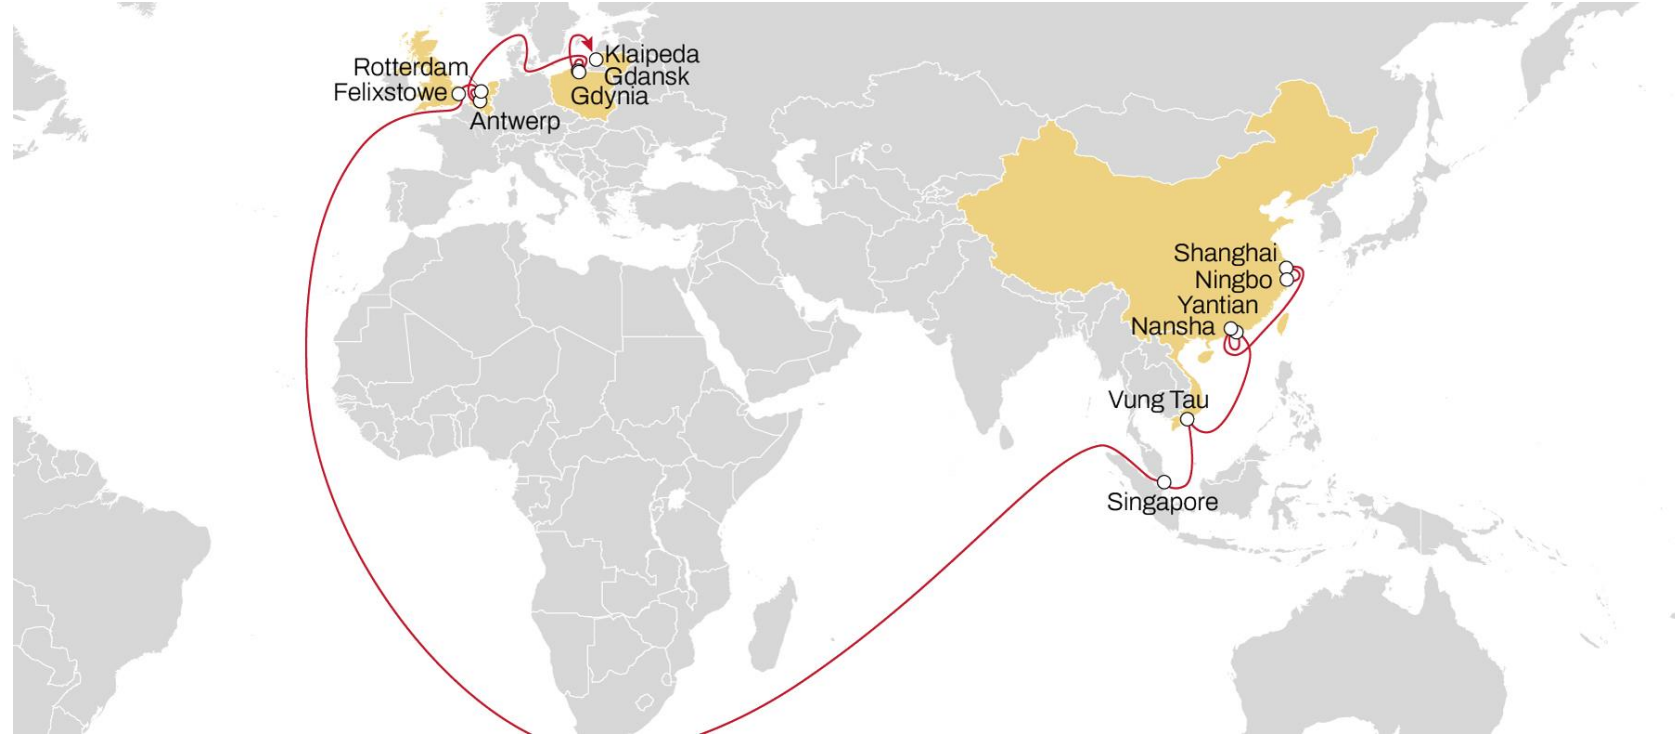 Klaipeda
Rotterdam
Gdansk
Felixstowe
Gdynia
Antwerp
Shanghai
Ningbo
Yantian
Nansha
Vung Tau
Singapore